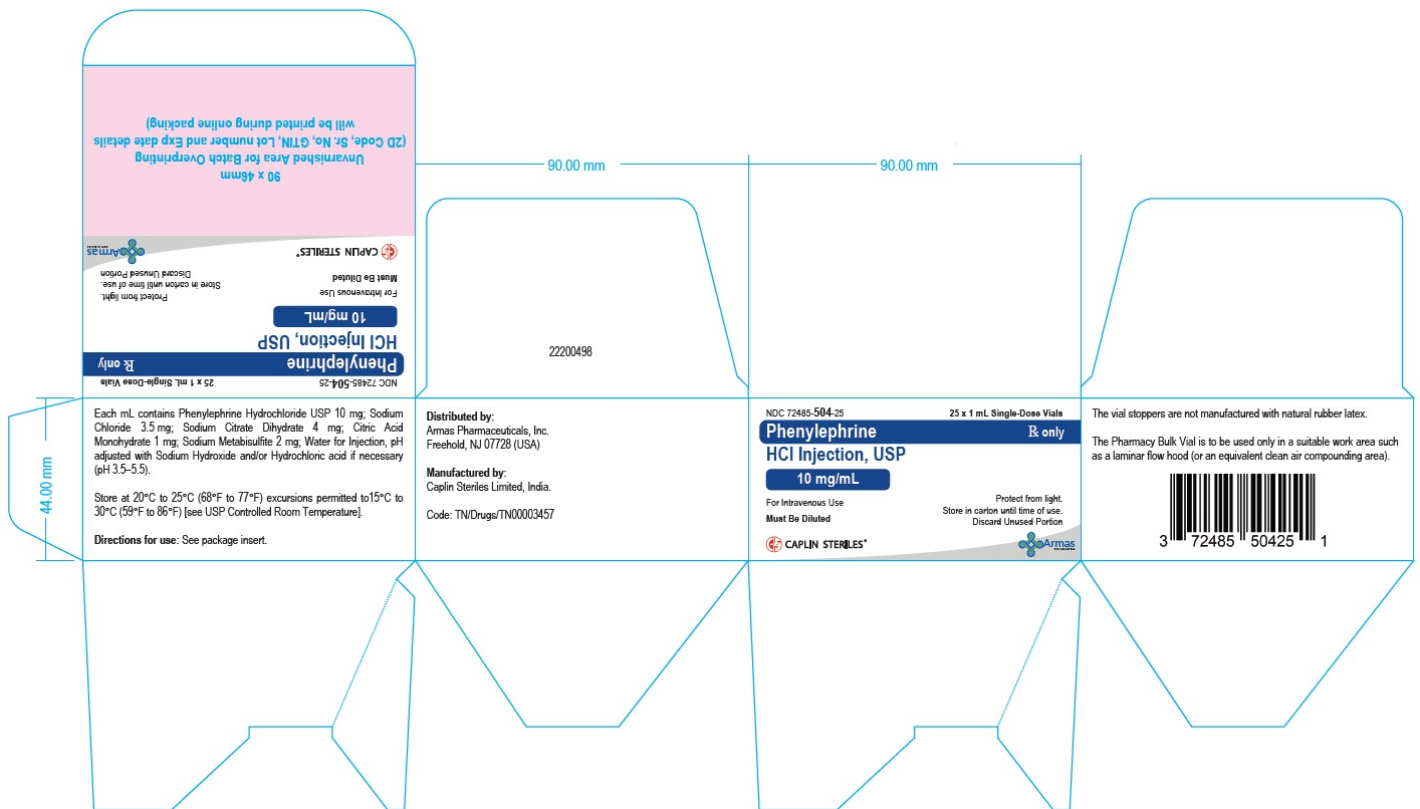 90 x 46mm
Unvarnished Area for Batch Overprinting
(2D Code, Sr. No, GTIN, Lot number and Exp date details
will be printed during online packing)
NDC 72485-504-25 25 x 1 mL Single-Dose Vials
Phenylephrine ℞ only
HCl Injection, USP
10 mg/mL
For Intravenous Use
Must Be Diluted
Protect from light.
Store in carton until time of use.
Discard Unused Portion
CAPLIN STERILES®
Armas
90.00 mm
90.00 mm
22200498
44.00 mm
Each mL contains Phenylephrine Hydrochloride USP 10 mg; Sodium
Chloride 3.5 mg; Sodium Citrate Dihydrate 4 mg; Citric Acid
Monohydrate 1 mg; Sodium Metabisulfite 2 mg; Water for Injection, pH
adjusted with Sodium Hydroxide and/or Hydrochloric acid if necessary
(pH 3.5–5.5).
Store at 20°C to 25°C (68°F to 77°F) excursions permitted to15°C to
30°C (59°F to 86°F) [see USP Controlled Room Temperature].
Directions for use: See package insert.
Distributed by:
Armas Pharmaceuticals, Inc.
Freehold, NJ 07728 (USA)
Manufactured by:
Caplin Steriles Limited, India.
Code: TN/Drugs/TN00003457
NDC 72485-504-25 25 x 1 mL Single-Dose Vials
Phenylephrine ℞ only
HCl Injection, USP
10 mg/mL
For Intravenous Use
Must Be Diluted
Protect from light.
Store in carton until time of use.
Discard Unused Portion
CAPLIN STERILES®
Armas
The vial stoppers are not manufactured with natural rubber latex.
The Pharmacy Bulk Vial is to be used only in a suitable work area such
as a laminar flow hood (or an equivalent clean air compounding area).
3 72485 50425 1